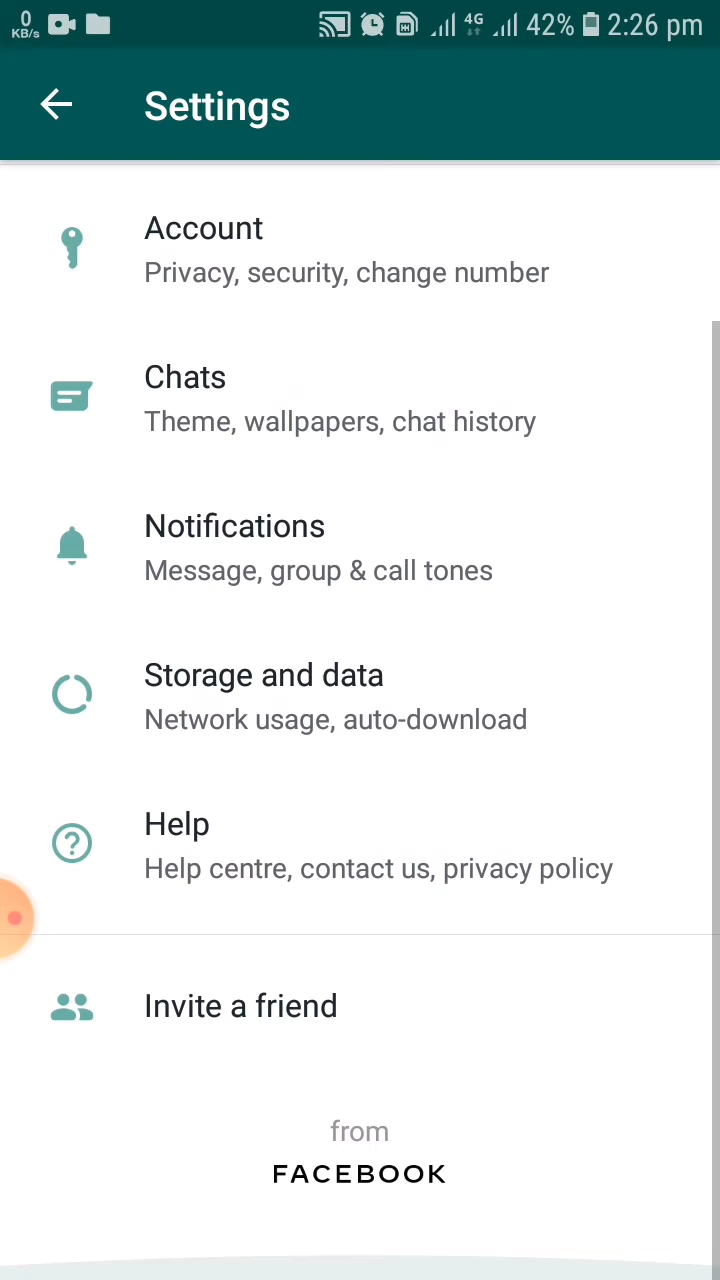 0
KB/s
4G
42%
2:26 pm
Settings
Account
Privacy, security, change number
Chats
Theme, wallpapers, chat history
Notifications
Message, group & call tones
Storage and data
Network usage, auto-download
Help
Help centre, contact us, privacy policy
Invite a friend
from
FACEBOOK